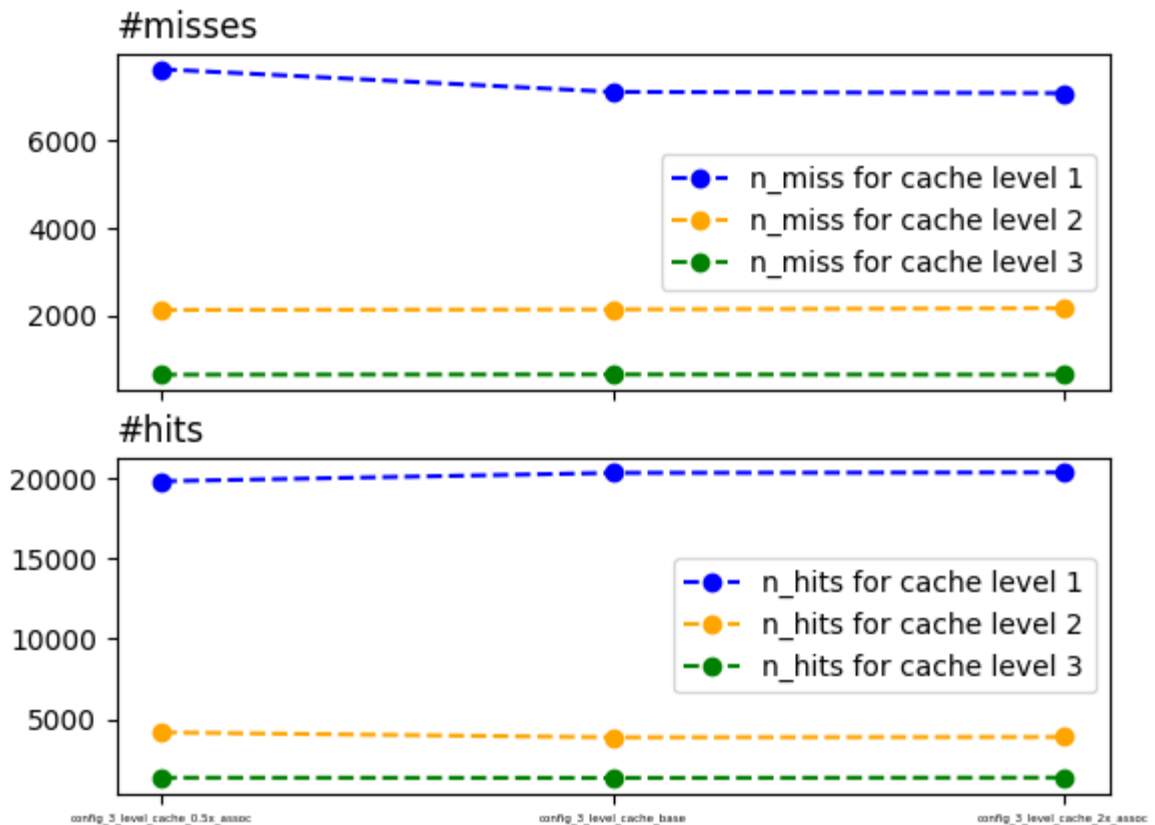 #misses
6000
4000
2000
n_miss for cache level 1
n_miss for cache level 2
n_miss for cache level 3
#hits
20000
15000
10000
5000
n_hits for cache level 1
n_hits for cache level 2
n_hits for cache level 3
config_3_level_cache_0.5x_assoc
config_3_level_cache_base
config_3_level_cache_2x_assoc